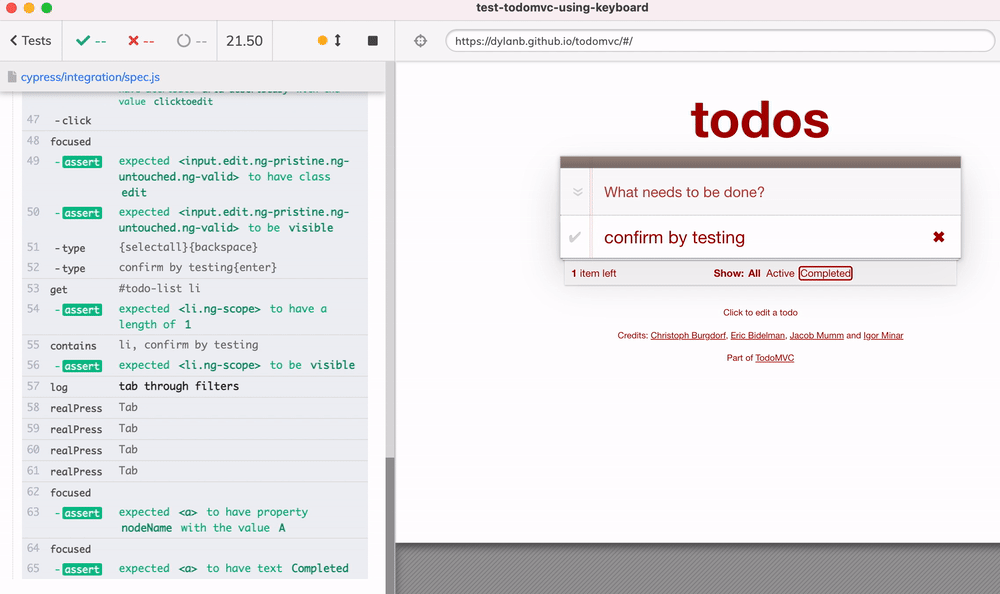 test-todomvc-using-keyboard
Tests
--
--
--
21.50
https://dylanb.github.io/todomvc/#/
cypress/integration/spec.js
value clicktoedit
47 -click
48 focused
49 -assert expected <input.edit.ng-pristine.ng-
untouched.ng-valid> to have class
edit
50 -assert expected <input.edit.ng-pristine.ng-
untouched.ng-valid> to be visible
51 -type {selectall}{backspace}
52 -type confirm by testing{enter}
53 get #todo-list li
54 -assert expected <li.ng-scope> to have a
length of 1
55 contains li, confirm by testing
56 -assert expected <li.ng-scope> to be visible
57 log tab through filters
58 realPress Tab
59 realPress Tab
60 realPress Tab
61 realPress Tab
62 focused
63 -assert expected <a> to have property
nodeName with the value A
64 focused
65 -assert expected <a> to have text Completed
todos
What needs to be done?
confirm by testing
1 item left
Show: All Active Completed
Click to edit a todo
Credits: Christoph Burgdorf, Eric Bidelman, Jacob Mumm and Igor Minar
Part of TodoMVC